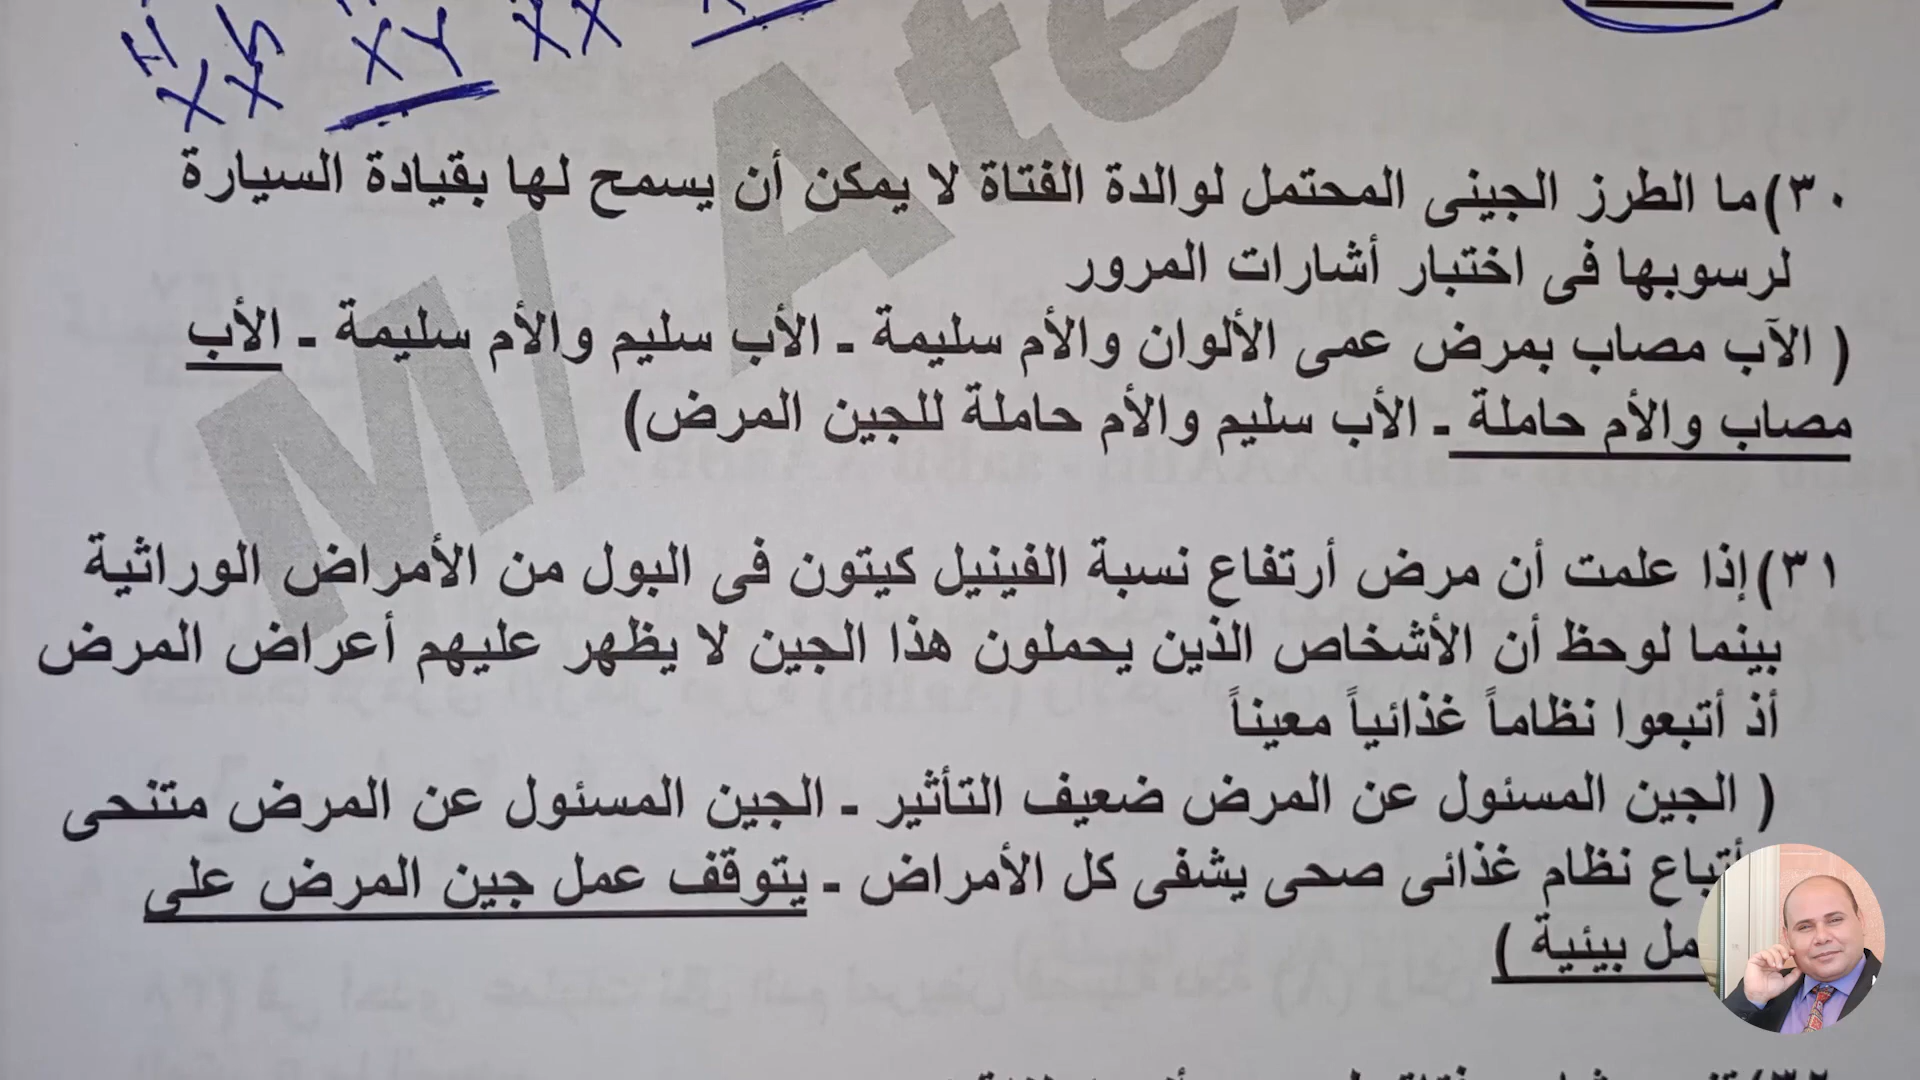 H h
X X XY XX
M/ Ate
٣٠) ما الطرز الجينى المحتمل لوالدة الفتاة لا يمكن أن يسمح لها بقيادة السيارة
لرسوبها فى اختبار أشارات المرور
( الآب مصاب بمرض عمى الألوان والأم سليمة ـ الأب سليم والأم سليمة ـ الأب
مصاب والأم حاملة ـ الأب سليم والأم حاملة للجين المرض)
٣١) إذا علمت أن مرض أرتفاع نسبة الفينيل كيتون فى البول من الأمراض الوراثية
بينما لوحظ أن الأشخاص الذين يحملون هذا الجين لا يظهر عليهم أعراض المرض
أذ أتبعوا نظاماً غذائياً معيناً
( الجين المسئول عن المرض ضعيف التأثير ـ الجين المسئول عن المرض متنحى
أتباع نظام غذائى صحى يشفى كل الأمراض ـ يتوقف عمل جين المرض على
بيئية )